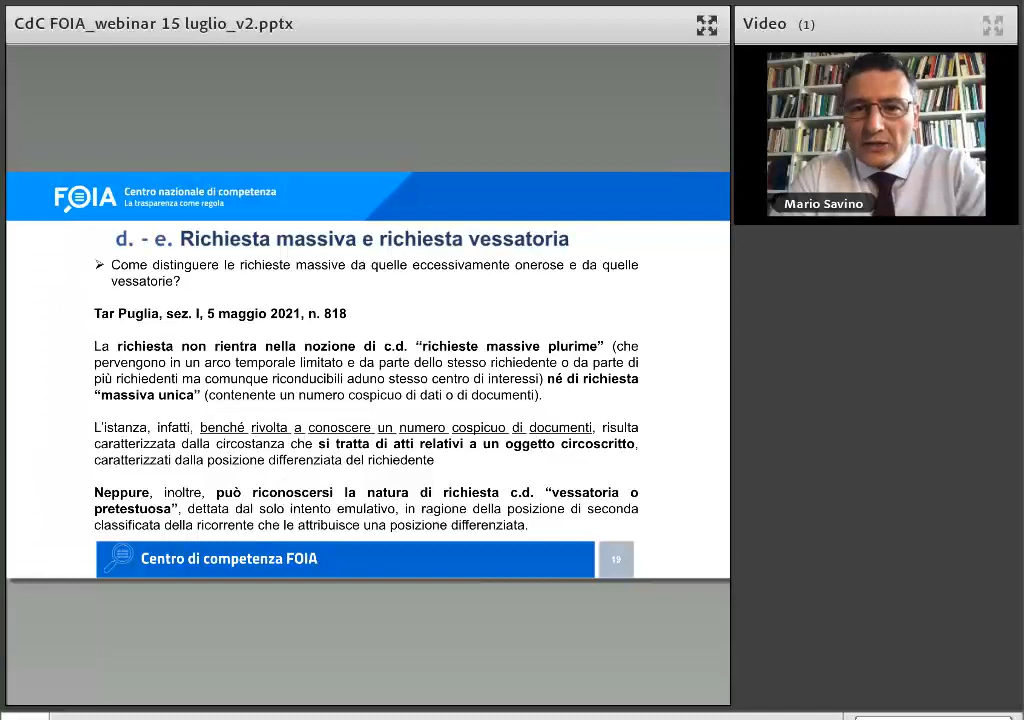 CdC FOIA_webinar 15 luglio_v2.pptx
Video (1)
Mario Savino
FOIA
Centro nazionale di competenza
La trasparenza come regola
d. - e. Richiesta massiva e richiesta vessatoria
➢ Come distinguere le richieste massive da quelle eccessivamente onerose e da quelle
vessatorie?
Tar Puglia, sez. I, 5 maggio 2021, n. 818
La richiesta non rientra nella nozione di c.d. “richieste massive plurime” (che
pervengono in un arco temporale limitato e da parte dello stesso richiedente o da parte di
più richiedenti ma comunque riconducibili aduno stesso centro di interessi) né di richiesta
“massiva unica” (contenente un numero cospicuo di dati o di documenti).
L’istanza, infatti, benché rivolta a conoscere un numero cospicuo di documenti, risulta
caratterizzata dalla circostanza che si tratta di atti relativi a un oggetto circoscritto,
caratterizzati dalla posizione differenziata del richiedente
Neppure, inoltre, può riconoscersi la natura di richiesta c.d. “vessatoria o
pretestuosa”, dettata dal solo intento emulativo, in ragione della posizione di seconda
classificata della ricorrente che le attribuisce una posizione differenziata.
Centro di competenza FOIA
19